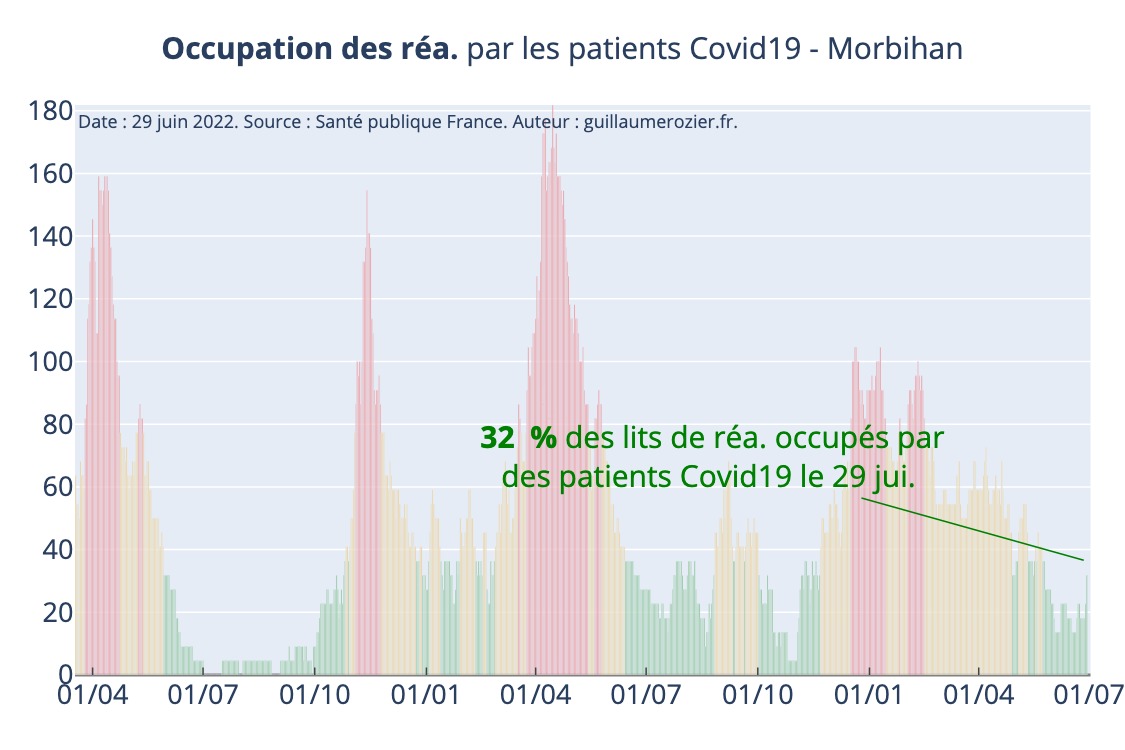 Occupation des réa. par les patients Covid19 - Morbihan
180
Date : 29 juin 2022. Source : Santé publique France. Auteur : guillaumerozier.fr.
160
140
120
100
80
32 % des lits de réa. occupés par
des patients Covid19 le 29 jui.
60
40
20
0
01/04 01/07 01/10 01/01 01/04 01/07 01/10 01/01 01/04 01/07